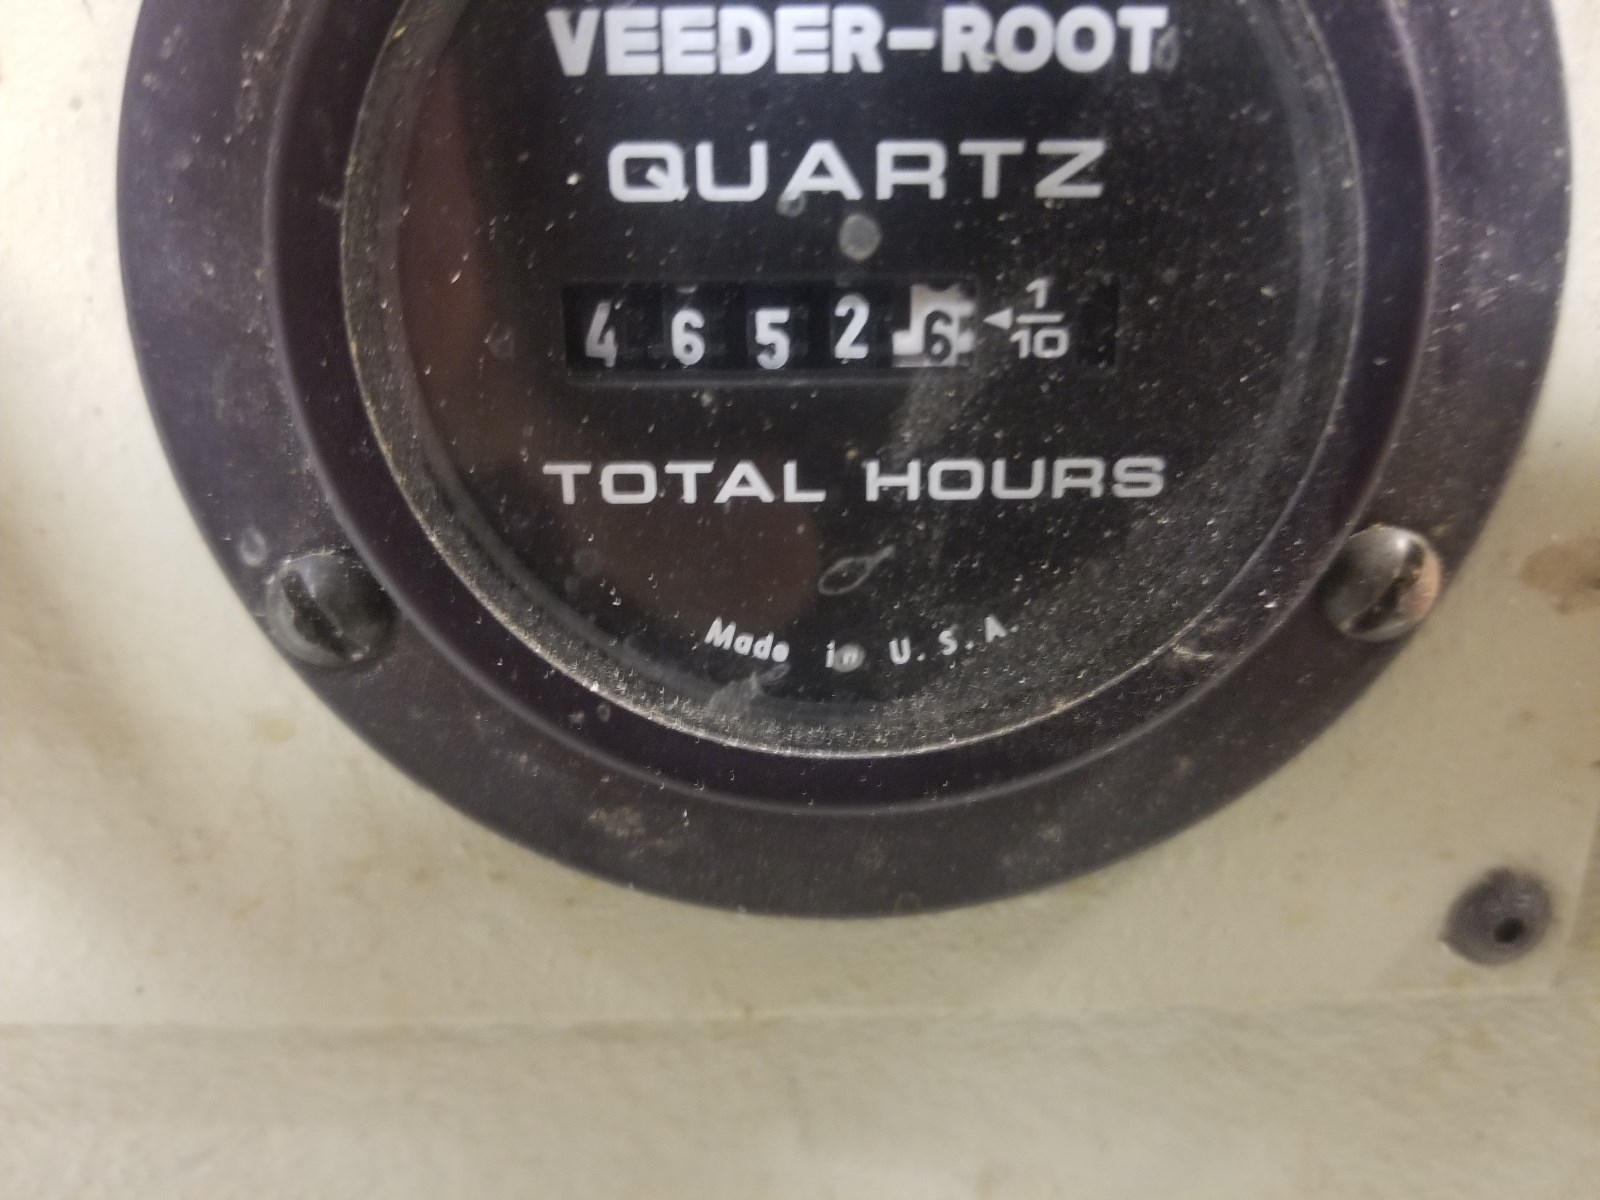 VEEDER-ROOT
QUARTZ
4 6 5 2 6 ◄ 1/10
TOTAL HOURS
Made in U.S.A.